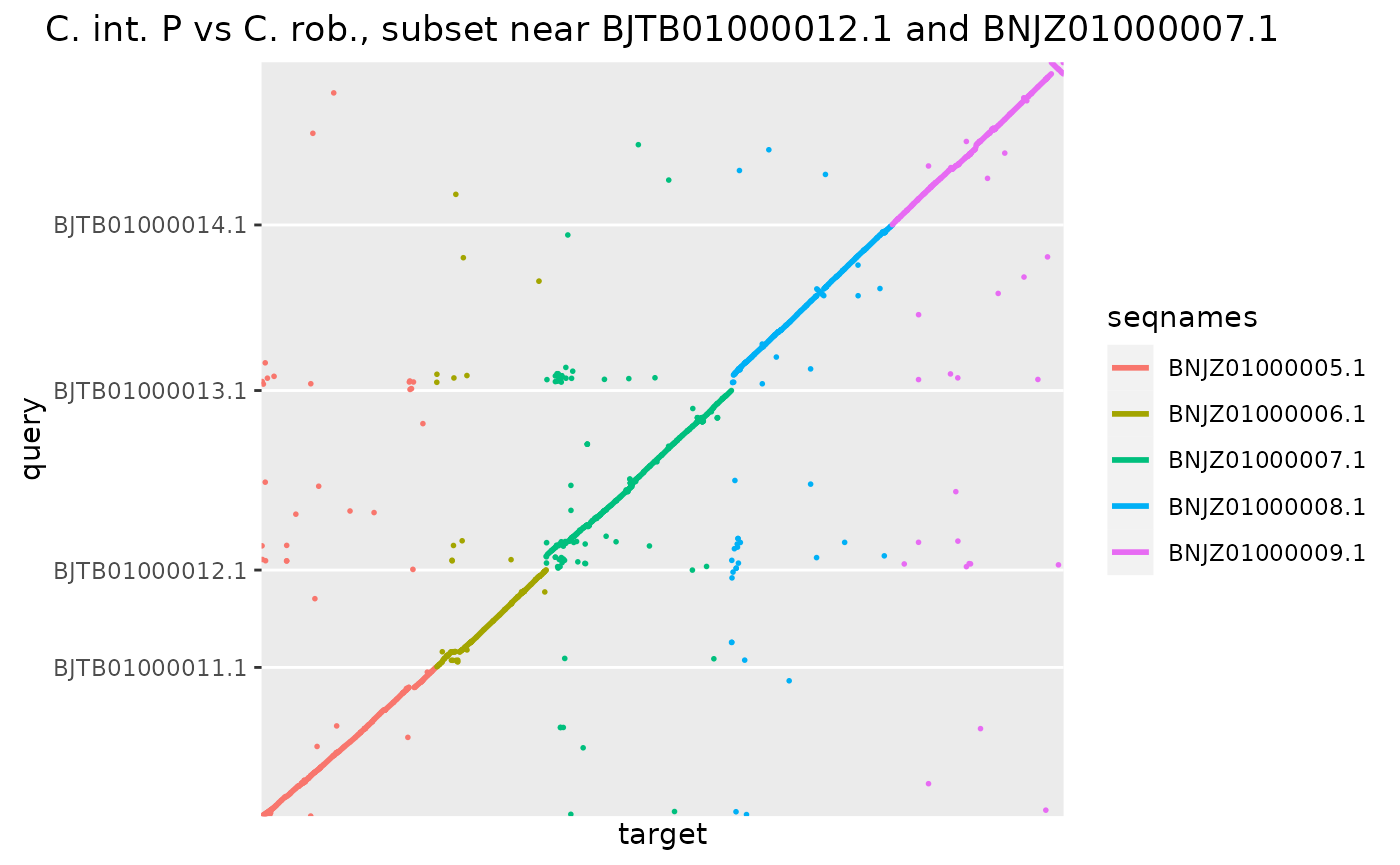 C. int. P vs C. rob., subset near BJTB01000012.1 and BNJZ01000007.1
BJTB01000014.1
BJTB01000013.1
BJTB01000012.1
BJTB01000011.1
query
target
seqnames
BNJZ01000005.1
BNJZ01000006.1
BNJZ01000007.1
BNJZ01000008.1
BNJZ01000009.1